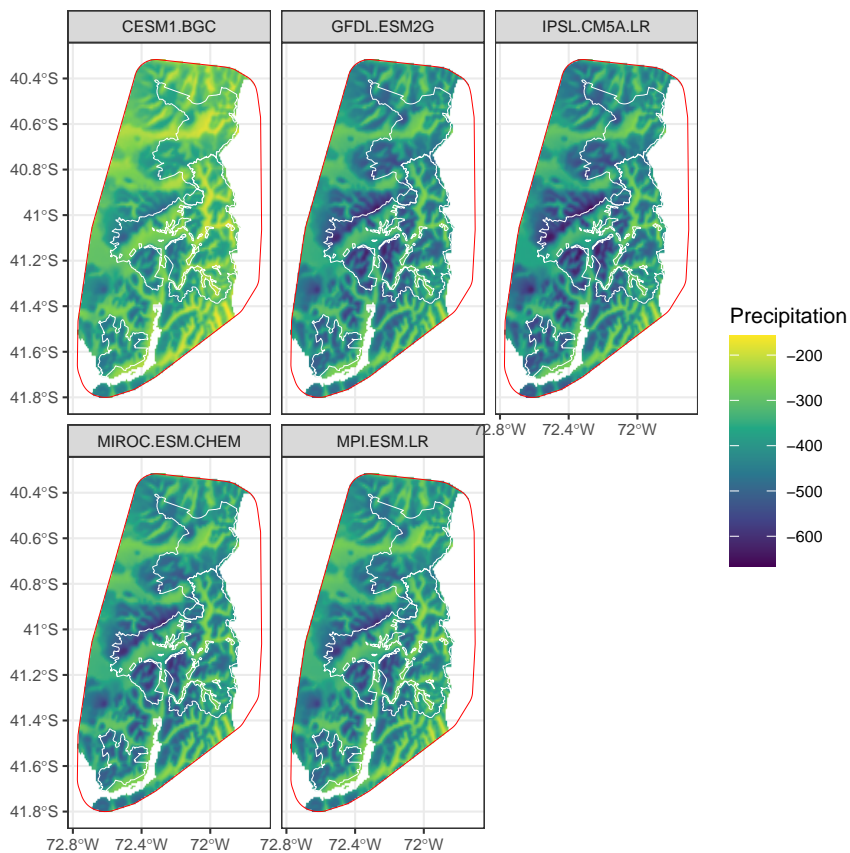 CESM1.BGC GFDL.ESM2G IPSL.CM5A.LR
40.4°S
40.6°S
40.8°S
41°S
41.2°S
41.4°S
41.6°S
41.8°S
72.8°W 72.4°W 72°W
Precipitation
−200
−300
−400
−500
−600
MIROC.ESM.CHEM MPI.ESM.LR
40.4°S
40.6°S
40.8°S
41°S
41.2°S
41.4°S
41.6°S
41.8°S
72.8°W 72.4°W 72°W 72.8°W 72.4°W 72°W